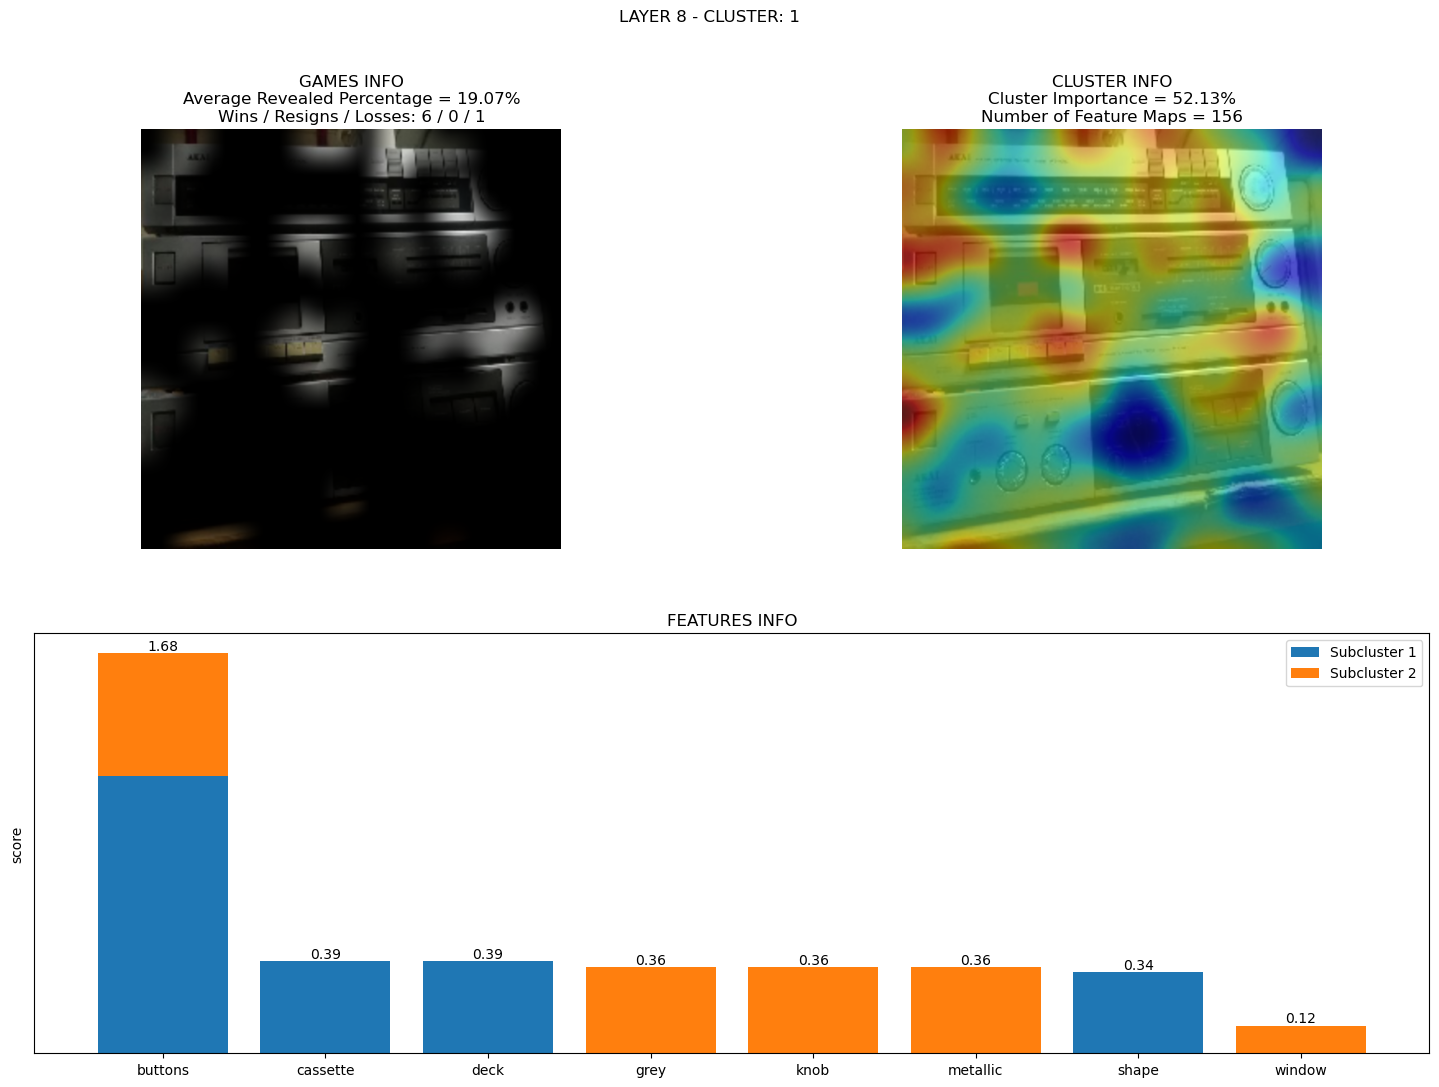 LAYER 8 - CLUSTER: 1
GAMES INFO
Average Revealed Percentage = 19.07%
Wins / Resigns / Losses: 6 / 0 / 1
CLUSTER INFO
Cluster Importance = 52.13%
Number of Feature Maps = 156
AKAI
AKAI
FEATURES INFO
score
1.68
0.39
0.39
0.36
0.36
0.36
0.34
0.12
Subcluster 1
Subcluster 2
buttons
cassette
deck
grey
knob
metallic
shape
window